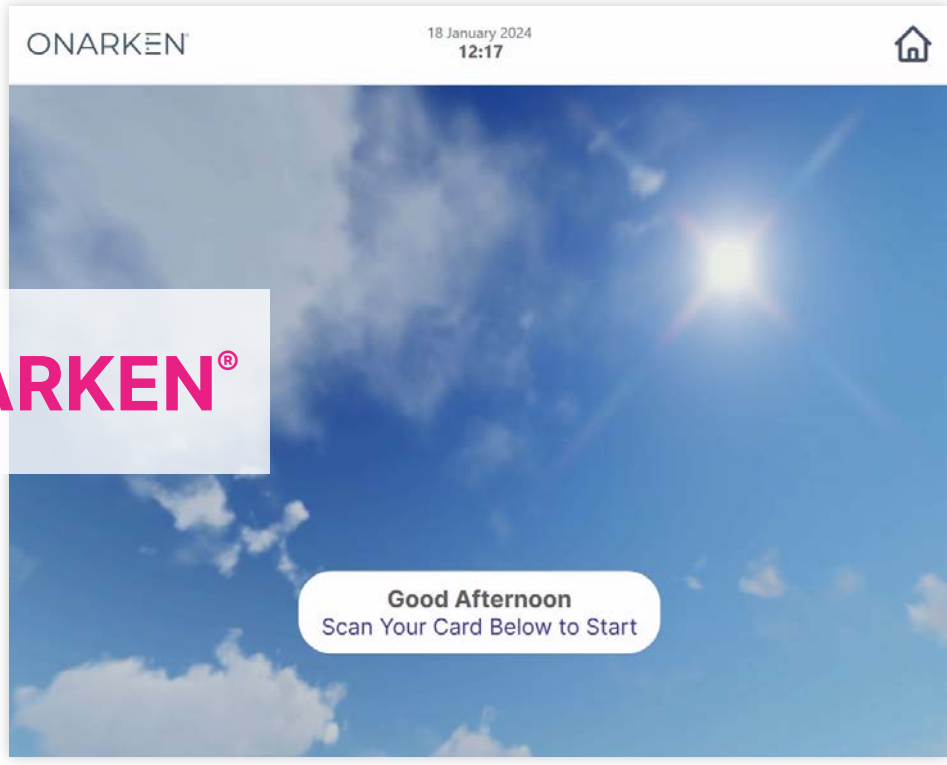 ONARKEN
18 January 2024
12:17
ARKEN®
Good Afternoon
Scan Your Card Below to Start